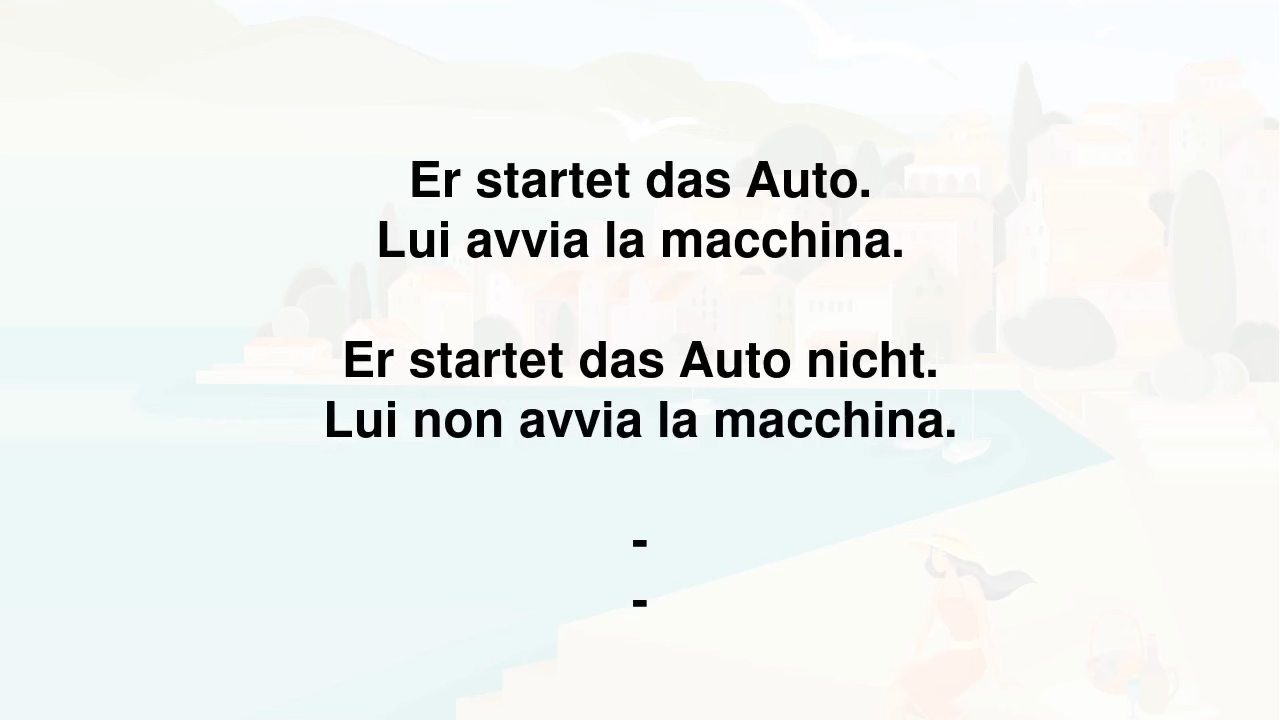 Er startet das Auto.
Lui avvia la macchina.
Er startet das Auto nicht.
Lui non avvia la macchina.
-
-